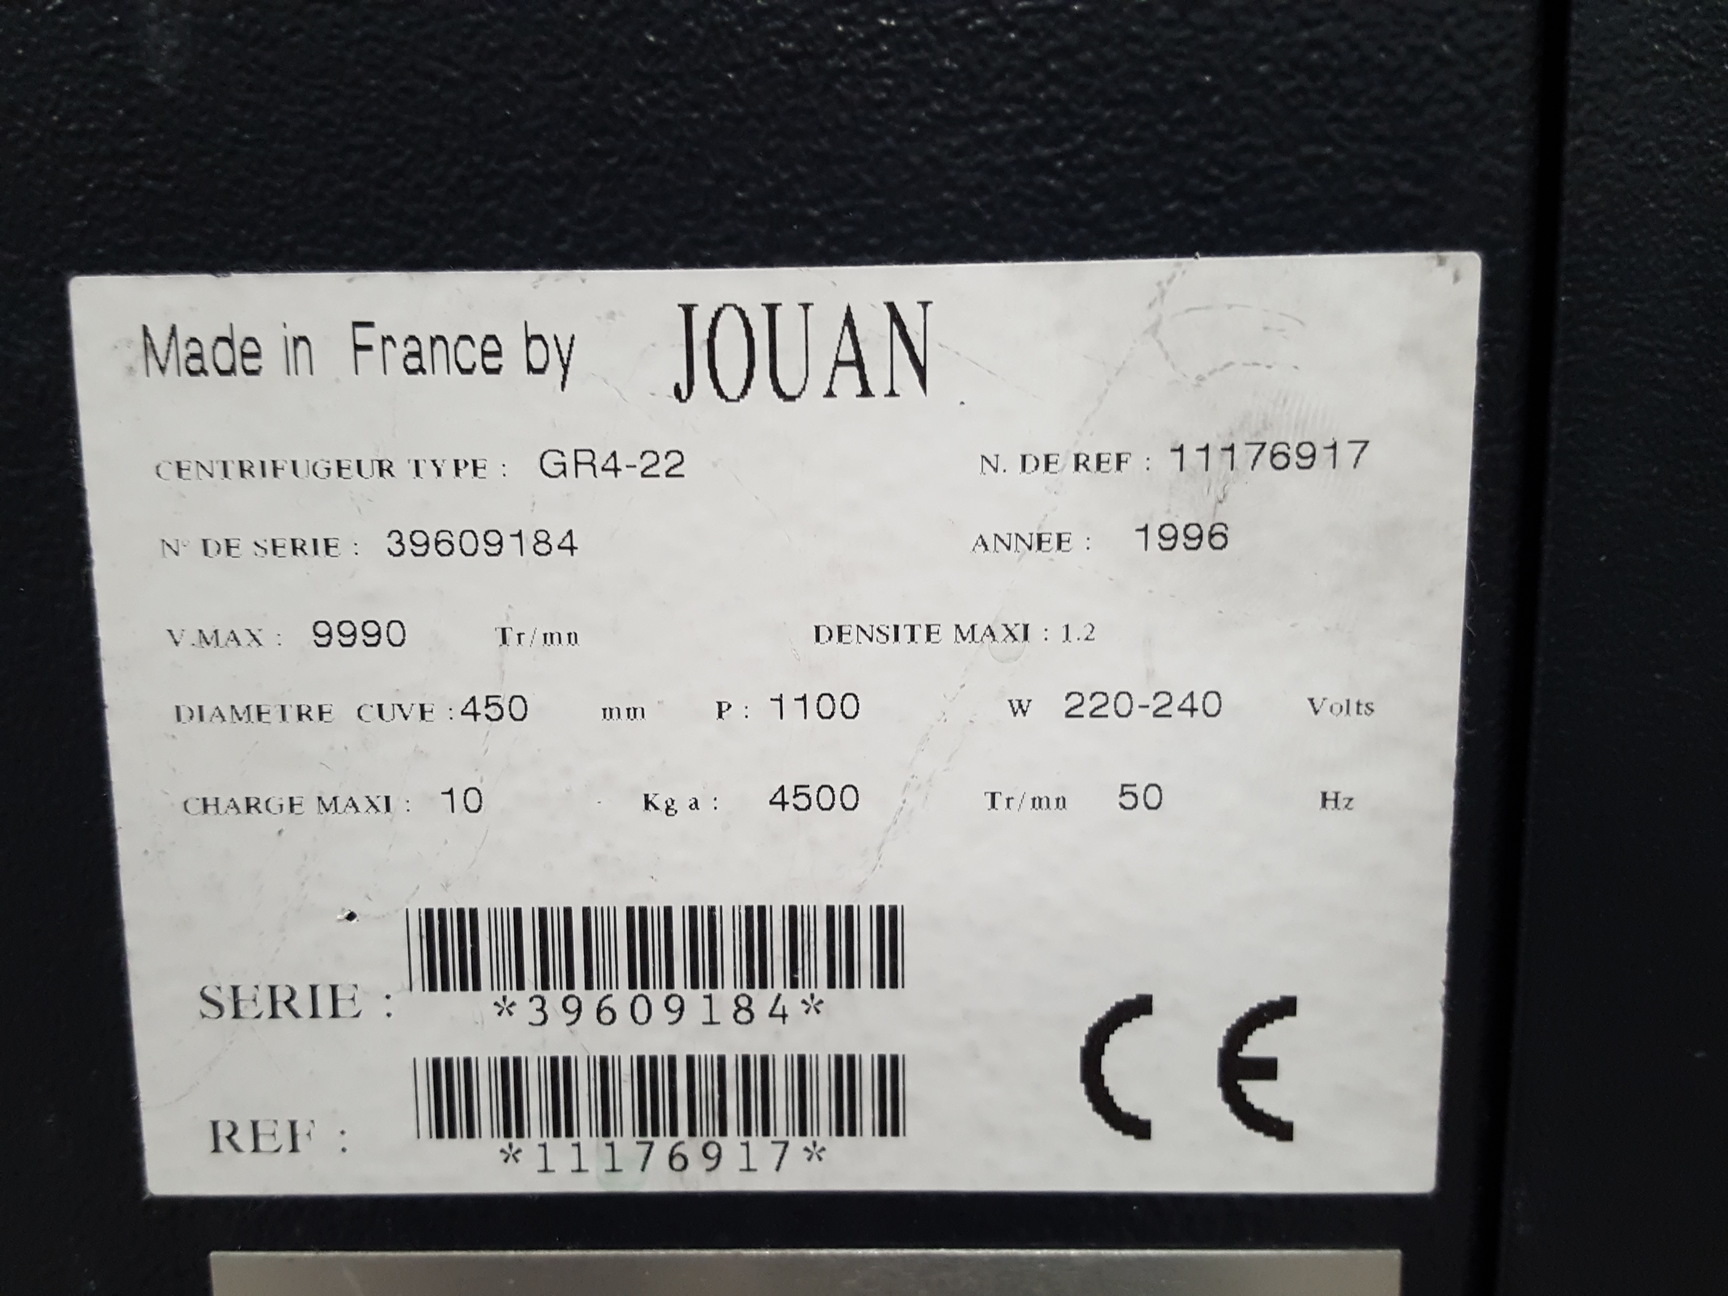 Made in France by JOUAN
CENTRIFUGEUR TYPE : GR4-22 N. DE REF : 11176917
N° DE SERIE : 39609184 ANNEE : 1996
V.MAX : 9990 Tr/mn DENSITE MAXI : 1.2
DIAMETRE CUVE : 450 mm P : 1100 W 220-240 Volts
CHARGE MAXI : 10 Kg a : 4500 Tr/mn 50 Hz
SERIE : *39609184*
REF : *11176917*
CE